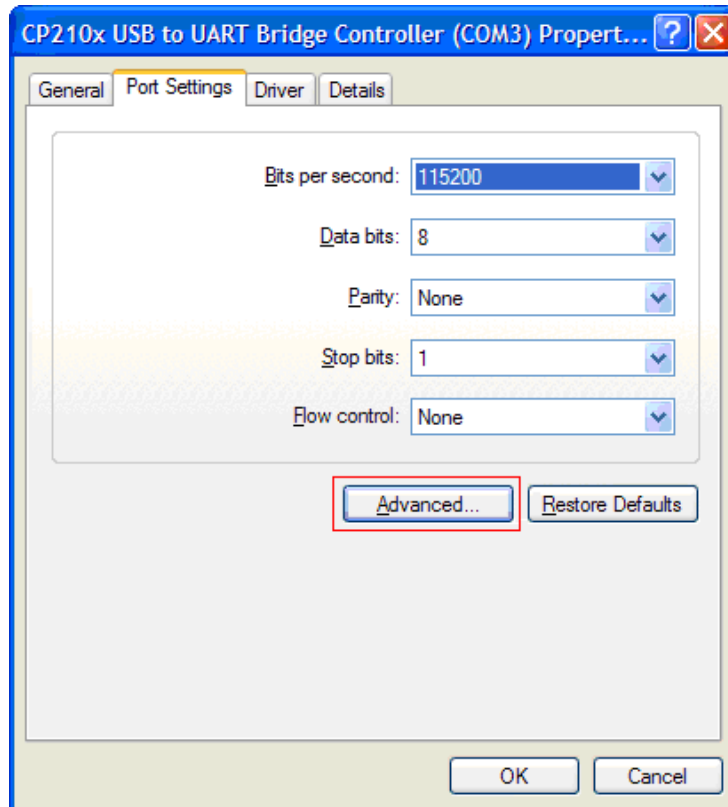 CP210x USB to UART Bridge Controller (COM3) Propert...
General Port Settings Driver Details
Bits per second: 115200
Data bits: 8
Parity: None
Stop bits: 1
Flow control: None
Advanced... Restore Defaults
OK Cancel